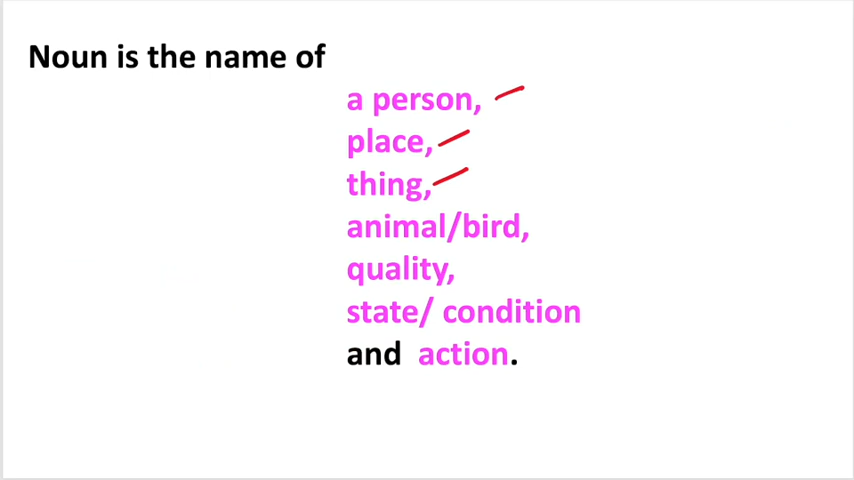 Noun is the name of
a person,
place,
thing,
animal/bird,
quality,
state/ condition
and action.